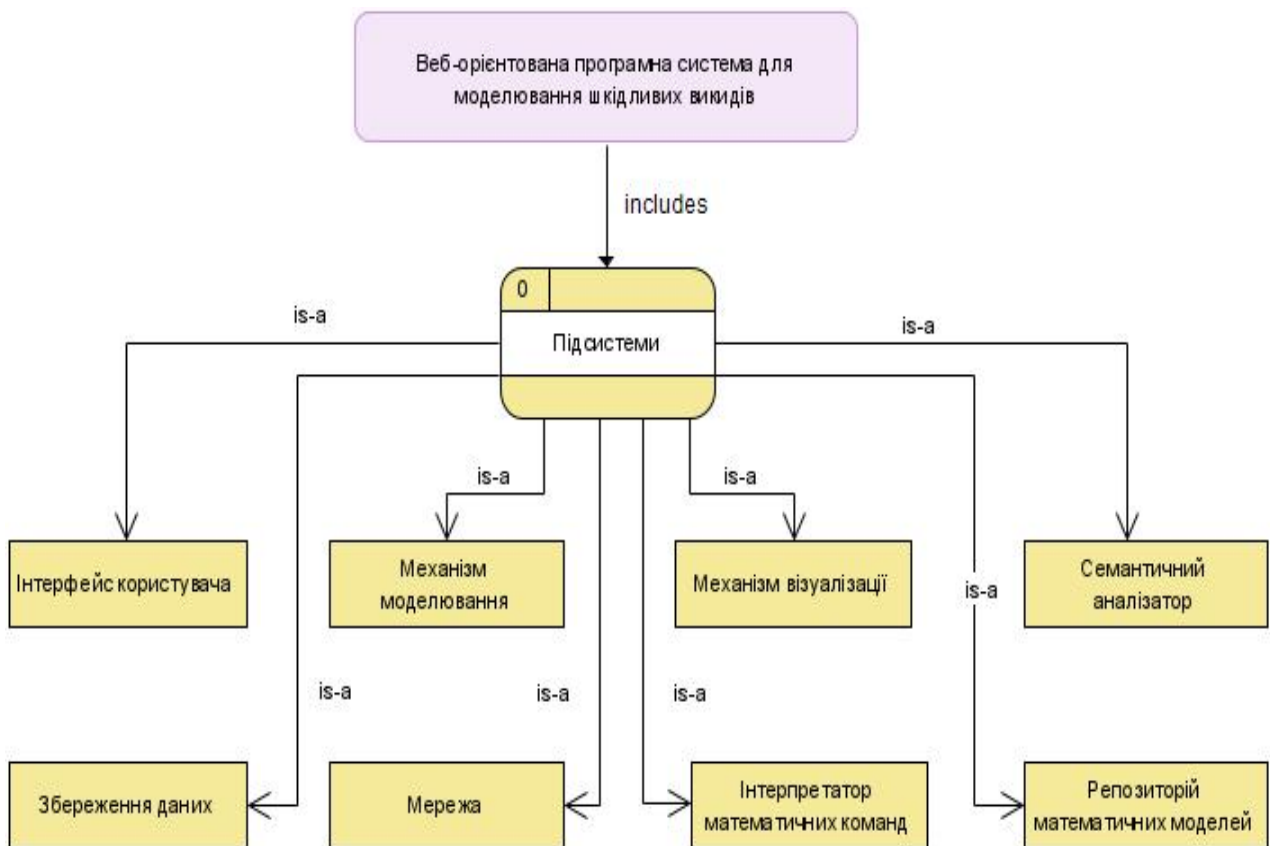 Веб-орієнтована програмна система для
моделювання шкідливих викидів
includes
0
Підсистеми
is-a
is-a
is-a
is-a
Інтерфейс користувача
Механізм
моделювання
Механізм візуалізації
Семантичний
аналізатор
is-a
is-a
is-a
is-a
Збереження даних
Мережа
Інтерпретатор
математичних команд
Репозиторій
математичних моделей